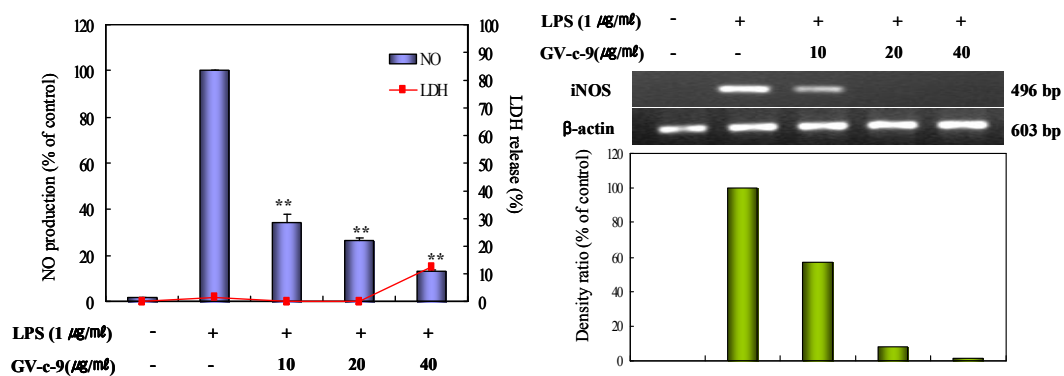 120
100
80
60
40
20
0
NO production (% of control)
NO
LDH
100
90
80
70
60
50
40
30
20
10
0
LDH release (%)
**
**
**
LPS (1 ㎍/㎖) - + + + +
GV-c-9(㎍/㎖) - - 10 20 40
LPS (1 ㎍/㎖) - + + + +
GV-c-9(㎍/㎖) - - 10 20 40
iNOS 496 bp
β-actin 603 bp
120
100
80
60
40
20
0
Density ratio (% of control)